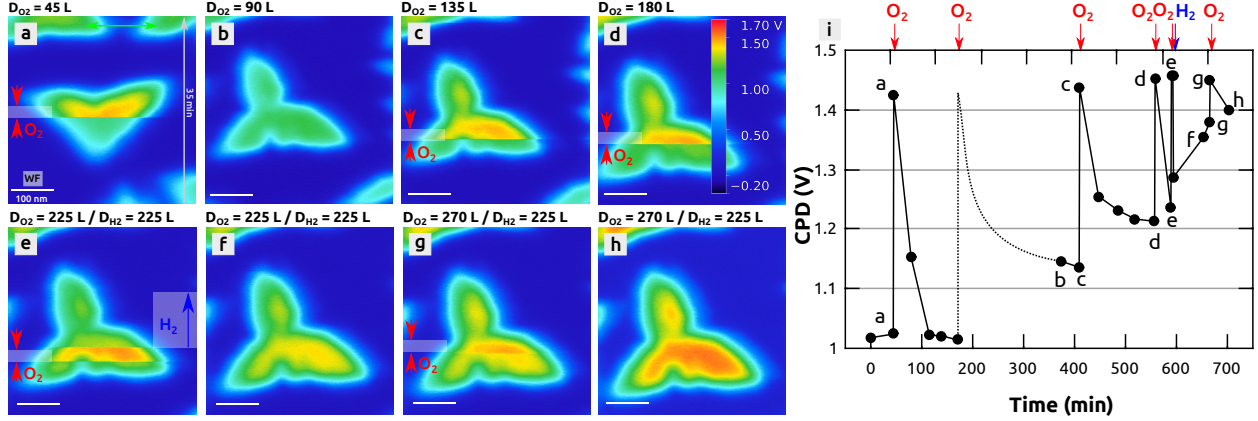 D_O2 = 45 L
D_O2 = 90 L
D_O2 = 135 L
D_O2 = 180 L
a
b
c
d
35 min
O₂
WF
100 nm
O₂
O₂
1.70 V
1.50
1.00
0.50
−0.20
D_O2 = 225 L / D_H2 = 225 L
D_O2 = 225 L / D_H2 = 225 L
D_O2 = 270 L / D_H2 = 225 L
D_O2 = 270 L / D_H2 = 225 L
e
f
g
h
H₂
O₂
O₂
i
O₂
O₂
O₂
O₂
O₂
H₂
O₂
CPD (V)
1.5
1.4
1.3
1.2
1.1
1
a
a
b
c
c
d
d
e
e
f
g
g
h
0
100
200
300
400
500
600
700
Time (min)